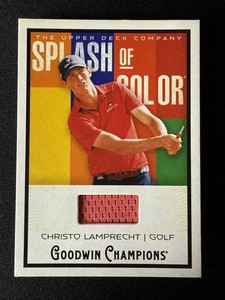 THE UPPER DECK COMPANY
SPLASH OF
COLOR
CHRISTO LAMPRECHT | GOLF
GOODWIN CHAMPIONS